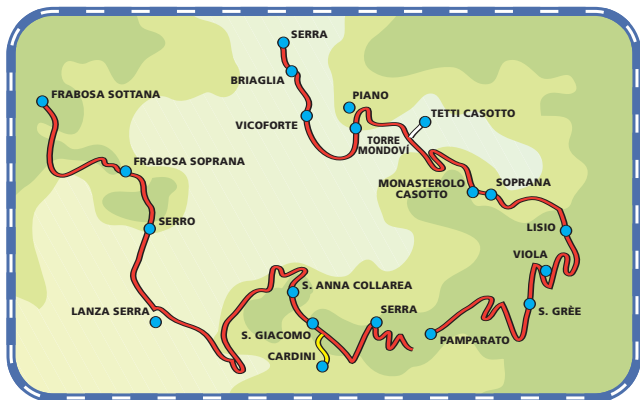 SERRA
BRIAGLIA
FRABOSA SOTTANA
PIANO
TETTI CASOTTO
VICOFORTE
TORRE
MONDOVÍ
FRABOSA SOPRANA
MONASTEROLO
CASOTTO
SOPRANA
SERRO
LISIO
VIOLA
S. ANNA COLLAREA
LANZA SERRA
SERRA
S. GRÈE
S. GIACOMO
PAMPARATO
CARDINI